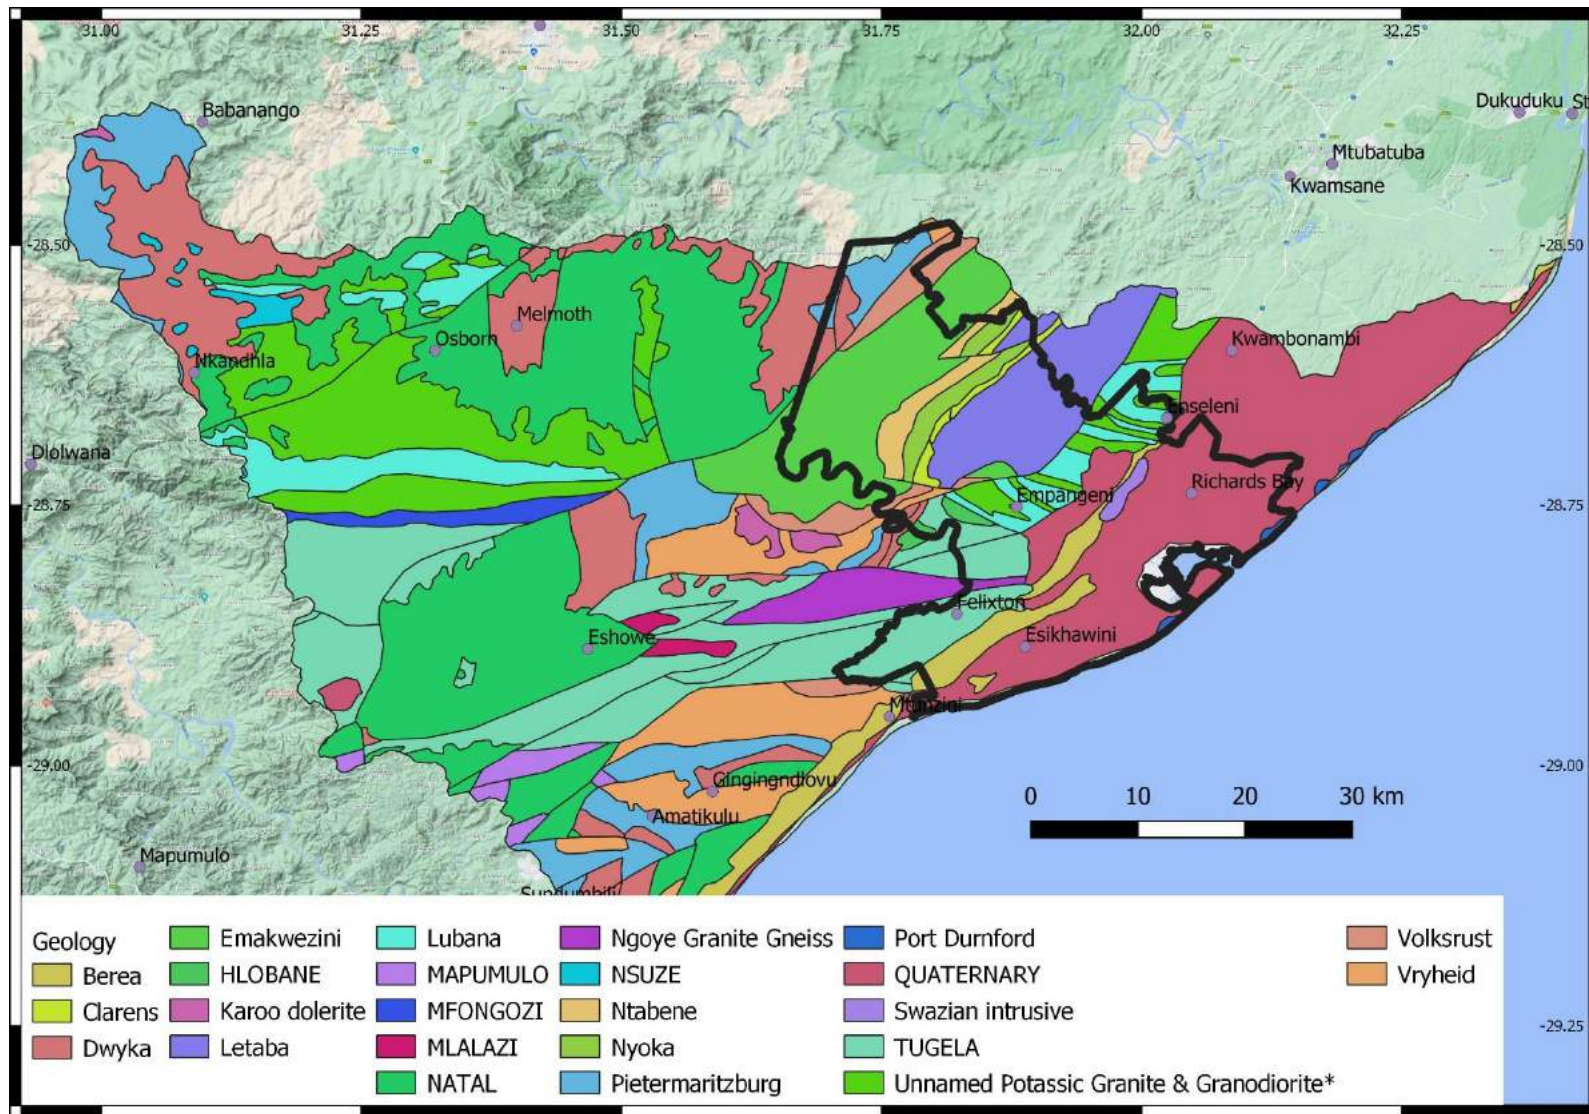 31.00 31.25 31.50 31.75 32.00 32.25
Babanango
Dukuduku St
Mtubatuba
Kwamsane
-28.50 -28.50
Melmoth
Osborn
Kwambonambi
Nkandhla
Enseleni
Dlolwana
Richards Bay
Empangeni
-28.75 -28.75
Felixton
Eshowe
Esikhawini
Mtunzini
-29.00 -29.00
Gingingndlovu
0 10 20 30 km
Amatikulu
Mapumulo
Sundumbili
Geology
Berea
Clarens
Dwyka
Emakwezini
HLOBANE
Karoo dolerite
Letaba
Lubana
MAPUMULO
MFONGOZI
MLALAZI
NATAL
Ngoye Granite Gneiss
NSUZE
Ntabene
Nyoka
Pietermaritzburg
Port Durnford
QUATERNARY
Swazian intrusive
TUGELA
Unnamed Potassic Granite & Granodiorite*
Volksrust
Vryheid
-29.25